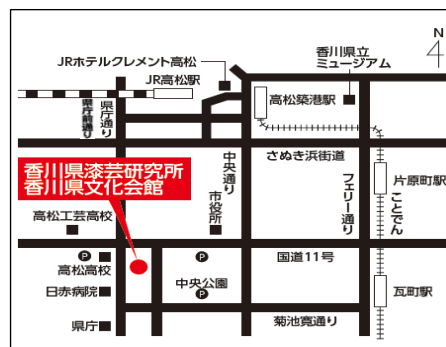 N
香川県立
ミュージアム
JRホテルクレメント高松
JR高松駅
高松築港駅
県庁前通り
県庁通り
さぬき浜街道
香川県漆芸研究所
香川県文化会館
中央通り
市役所
フェリー通り
ことでん
片原町駅
高松工芸高校
P
P
国道11号
高松高校
中央公園
P
日赤病院
瓦町駅
県庁
菊池寛通り